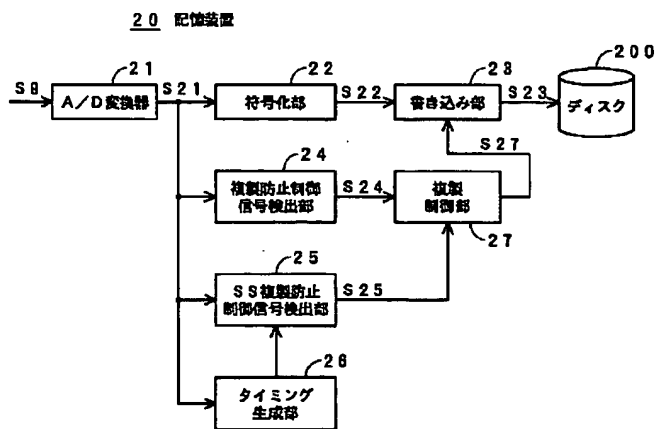 20 記憶装置
21
22
23
200
S8
A/D変換器
S21
符号化部
S22
書き込み部
S23
ディスク
S27
24
複製防止制御
信号検出部
S24
複製
制御部
27
25
SS複製防止
制御信号検出部
S25
26
タイミング
生成部